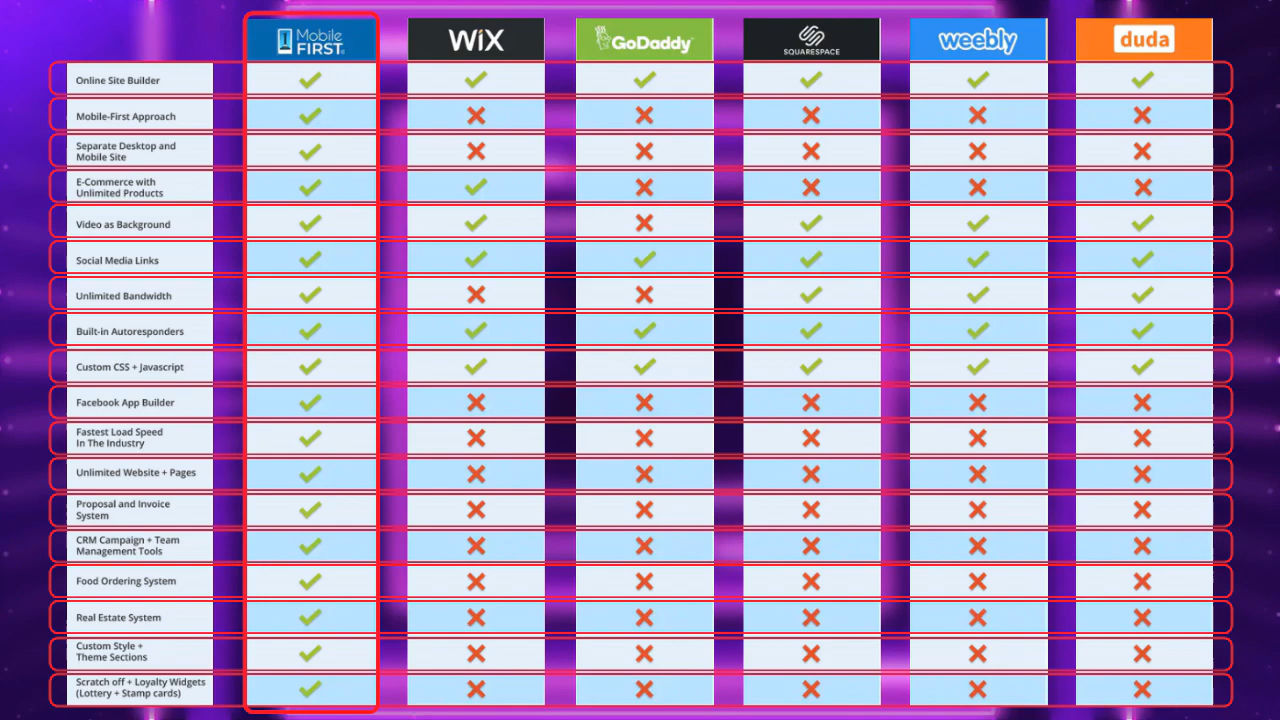 Mobile
FIRST
WiX
GoDaddy
SQUARESPACE
weebly
duda
Online Site Builder
Mobile-First Approach
Separate Desktop and
Mobile Site
E-Commerce with
Unlimited Products
Video as Background
Social Media Links
Unlimited Bandwidth
Built-in Autoresponders
Custom CSS + Javascript
Facebook App Builder
Fastest Load Speed
In The Industry
Unlimited Website + Pages
Proposal and Invoice
System
CRM Campaign + Team
Management Tools
Food Ordering System
Real Estate System
Custom Style +
Theme Sections
Scratch off + Loyalty Widgets
(Lottery + Stamp cards)